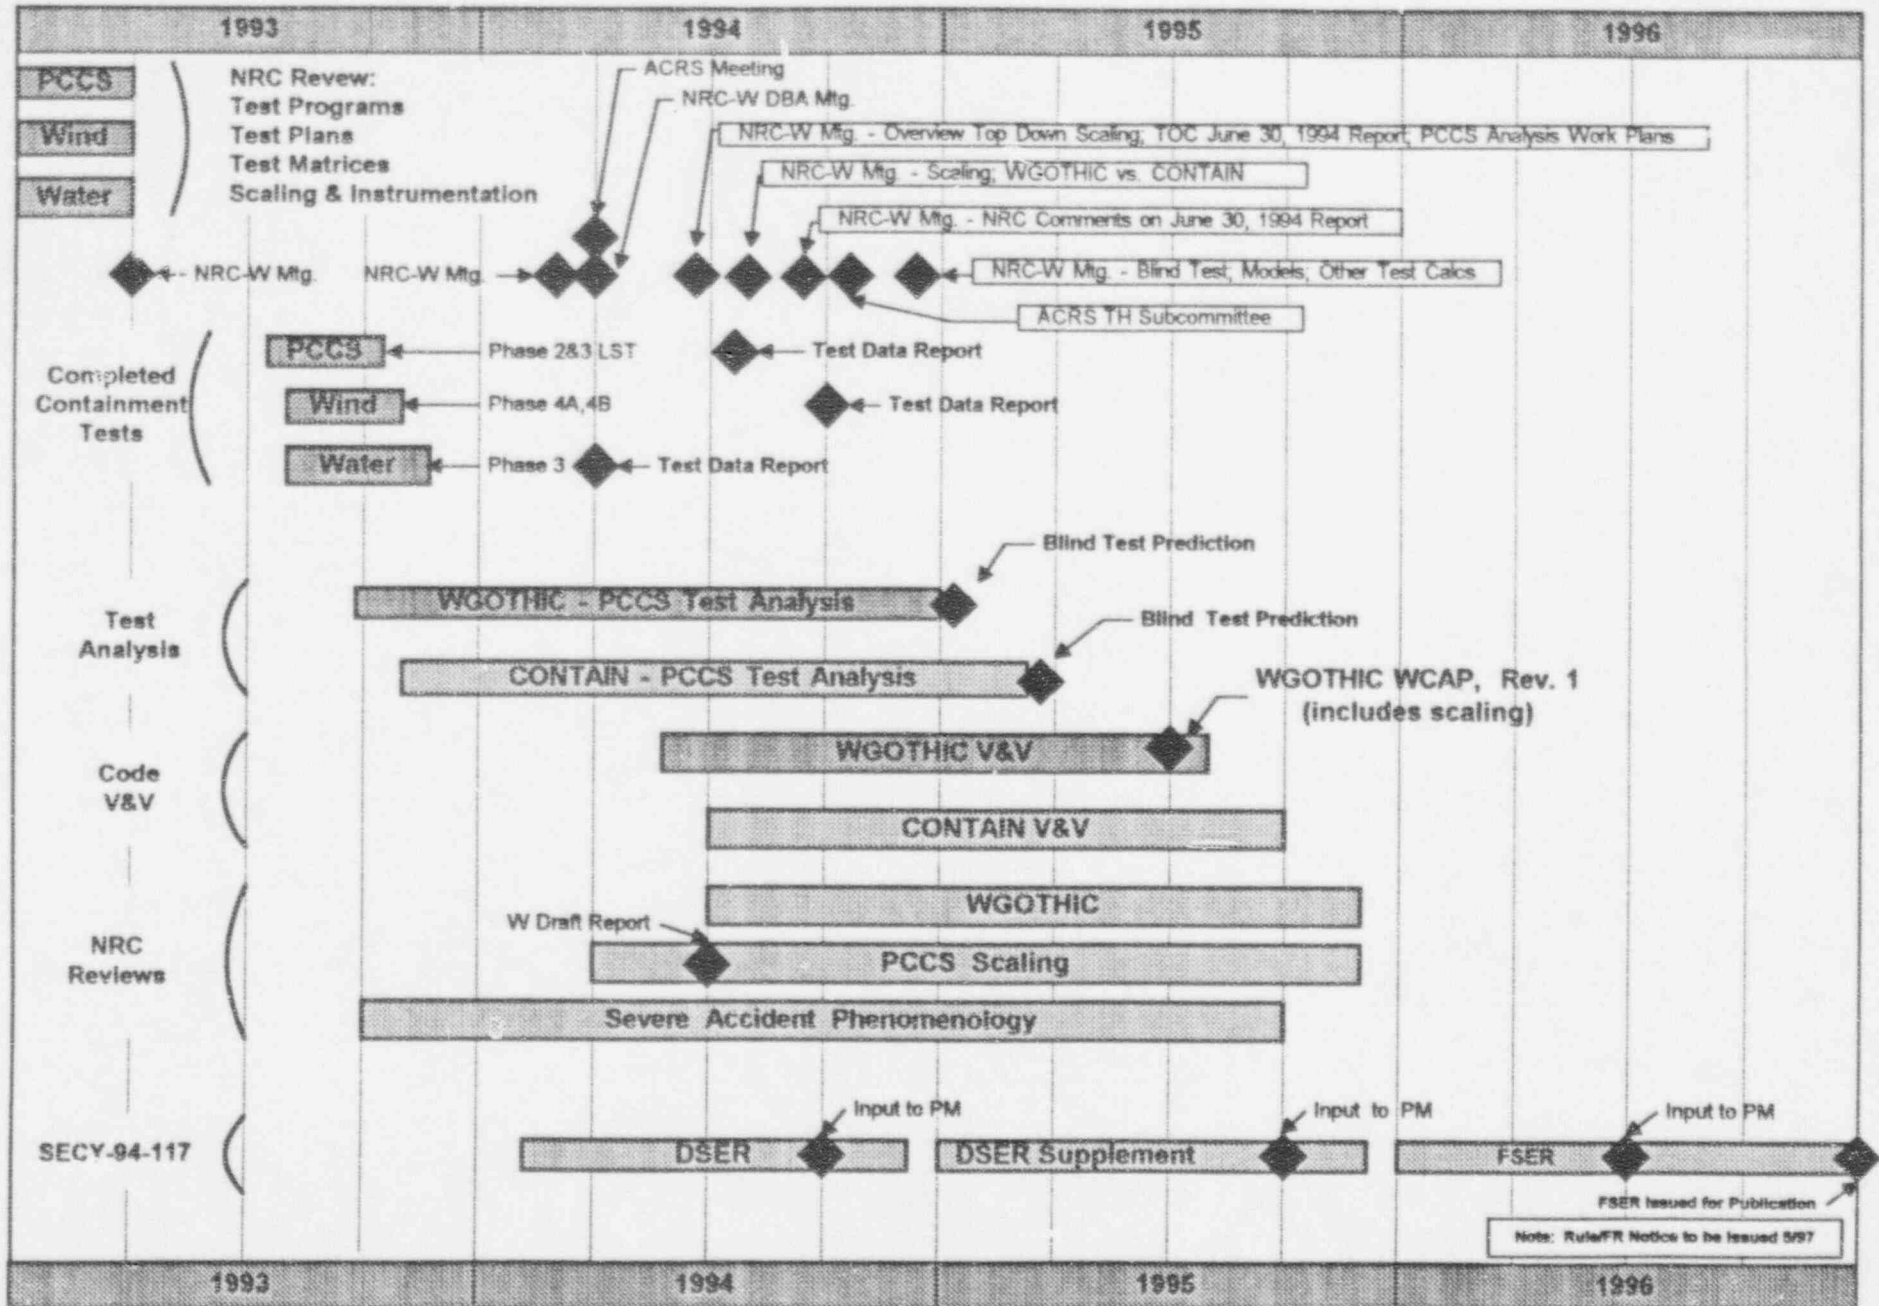 1993 1994 1995 1996
PCCS
Wind
Water
NRC Revew:
Test Programs
Test Plans
Test Matrices
Scaling & Instrumentation
ACRS Meeting
NRC-W DBA Mtg.
NRC-W Mtg. - Overview Top Down Scaling; TOC June 30, 1994 Report, PCCS Analysis Work Plans
NRC-W Mtg. - Scaling; WGOTHIC vs. CONTAIN
NRC-W Mtg. - NRC Comments on June 30, 1994 Report
NRC-W Mtg.
NRC-W Mtg.
NRC-W Mtg. - Blind Test; Models; Other Test Calcs
ACRS TH Subcommittee
Completed
Containment
Tests
PCCS
Phase 2&3 LST
Test Data Report
Wind
Phase 4A,4B
Test Data Report
Water
Phase 3
Test Data Report
Test
Analysis
Blind Test Prediction
WGOTHIC - PCCS Test Analysis
Blind Test Prediction
CONTAIN - PCCS Test Analysis
Code
V&V
WGOTHIC WCAP, Rev. 1
(includes scaling)
WGOTHIC V&V
CONTAIN V&V
NRC
Reviews
WGOTHIC
W Draft Report
PCCS Scaling
Severe Accident Phenomenology
SECY-94-117
Input to PM
DSER
Input to PM
DSER Supplement
Input to PM
FSER
FSER Issued for Publication
Note: Rule/FR Notice to be Issued 5/97
1993 1994 1995 1996